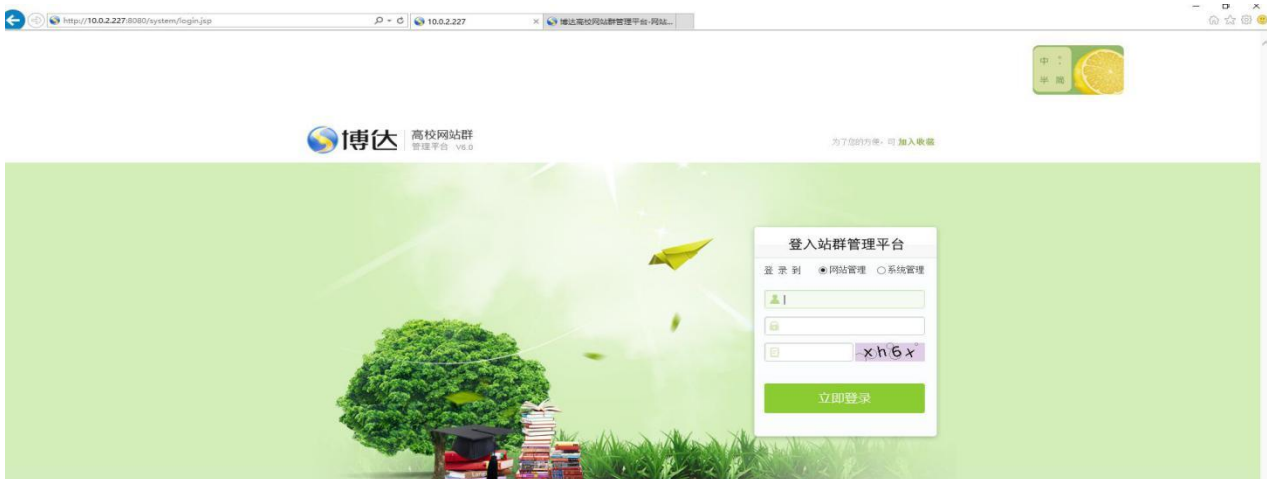 http://10.0.2.227:8080/system/login.jsp
10.0.2.227
博达高校网站群管理平台-网站...
中
半 簡
博达
高校网站群
管理平台 V6.0
为了您的方便，可 加入收藏
登入站群管理平台
登 录 到 网站管理 系统管理
xh6x
立即登录